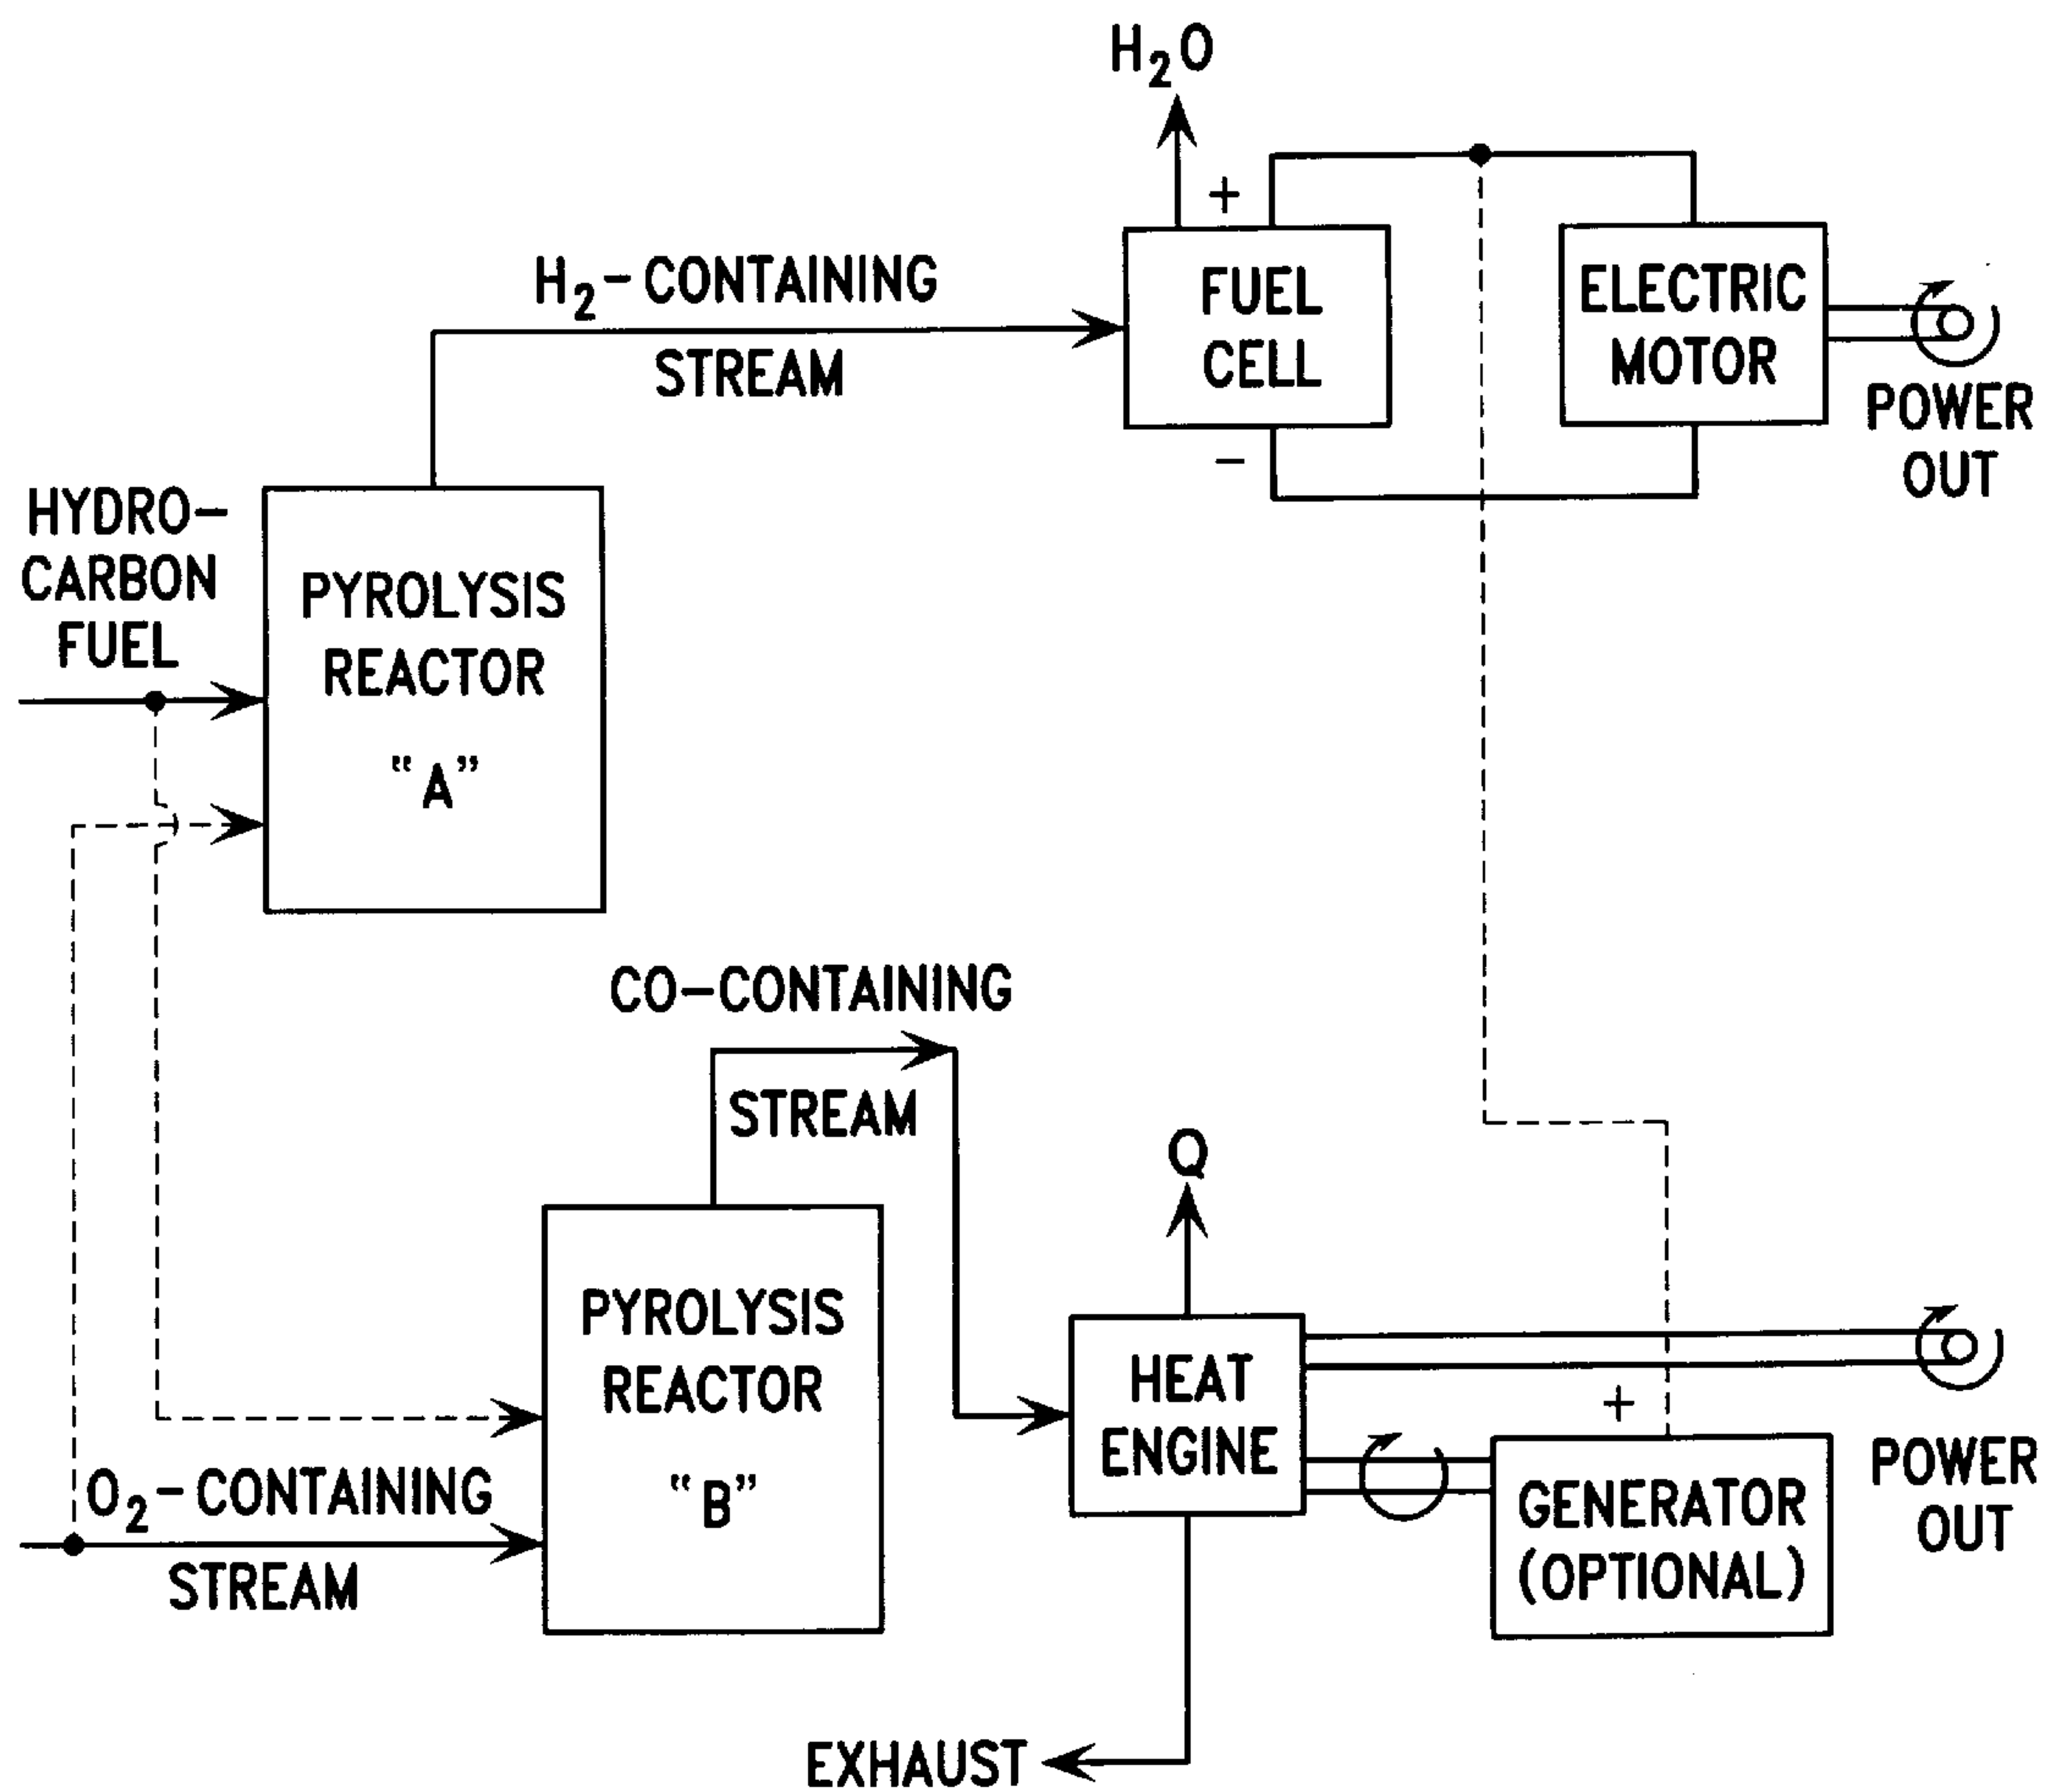 H₂O
+
H₂-CONTAINING
STREAM
FUEL
CELL
-
ELECTRIC
MOTOR
POWER
OUT
HYDRO-
CARBON
FUEL
PYROLYSIS
REACTOR
"A"
CO-CONTAINING
STREAM
Q
PYROLYSIS
REACTOR
"B"
O₂-CONTAINING
STREAM
HEAT
ENGINE
+
GENERATOR
(OPTIONAL)
POWER
OUT
EXHAUST